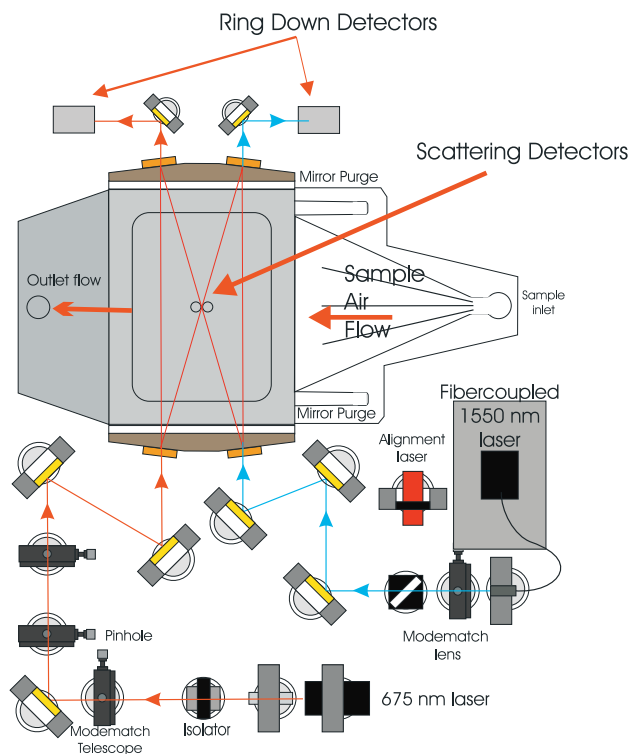 Ring Down Detectors
Scattering Detectors
Mirror Purge
Outlet flow
Sample
Air
Flow
Sample
inlet
Mirror Purge
Fibercoupled
1550 nm
laser
Alignment
laser
Modematch
lens
Pinhole
Isolator
675 nm laser
Modematch
Telescope